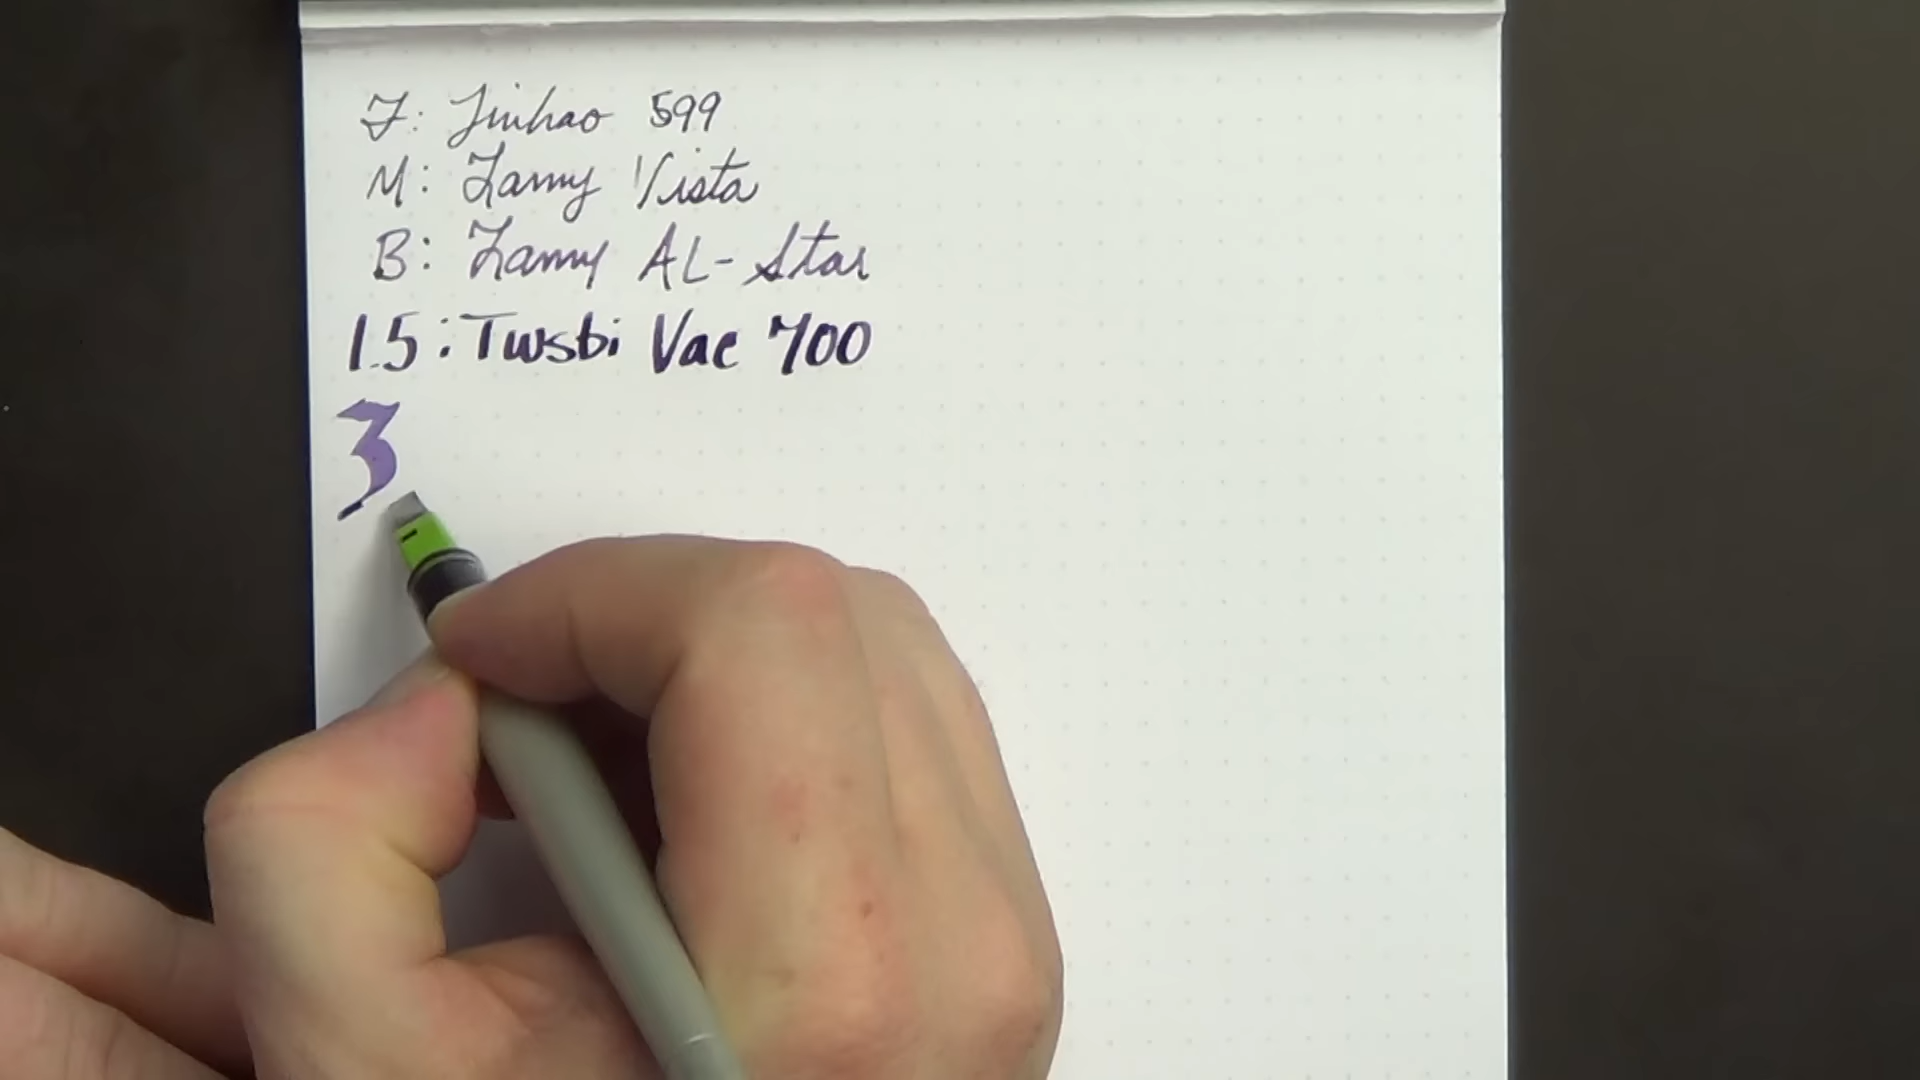 F: Jinhao 599
M: Lamy Vista
B: Lamy AL-Star
1.5: Twsbi Vac 700
3